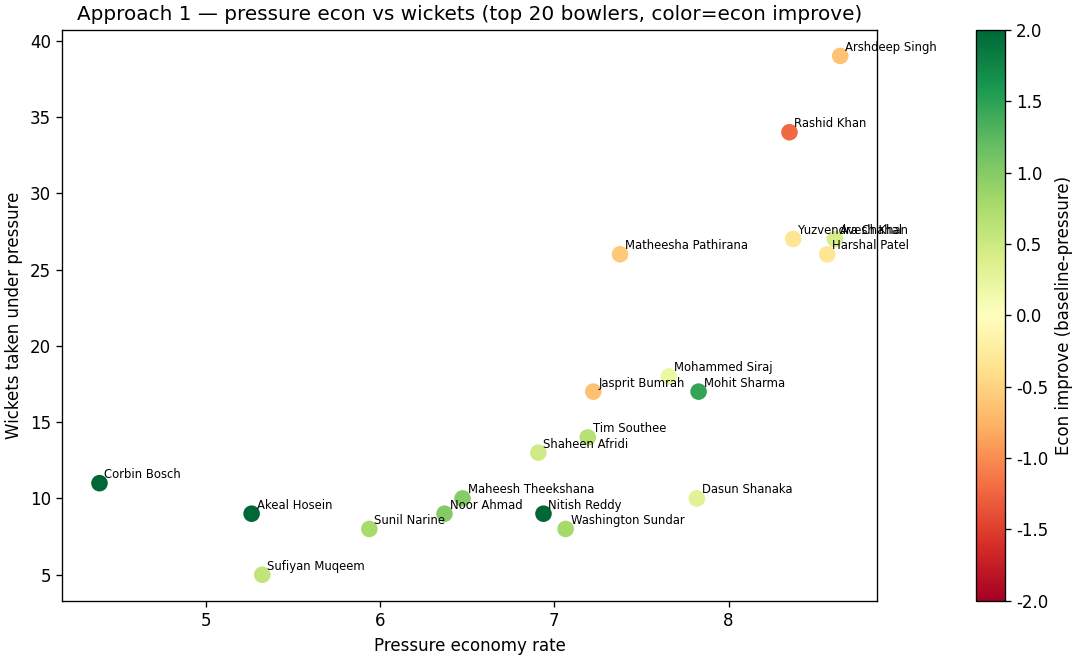 Approach 1 — pressure econ vs wickets (top 20 bowlers, color=econ improve)
Wickets taken under pressure
40
35
30
25
20
15
10
5
Arshdeep Singh
Rashid Khan
Yuzvendra Chahal
Avesh Khan
Harshal Patel
Matheesha Pathirana
Mohammed Siraj
Jasprit Bumrah
Mohit Sharma
Tim Southee
Shaheen Afridi
Corbin Bosch
Maheesh Theekshana
Dasun Shanaka
Akeal Hosein
Noor Ahmad
Nitish Reddy
Sunil Narine
Washington Sundar
Sufiyan Muqeem
5
6
7
8
Pressure economy rate
2.0
1.5
1.0
0.5
0.0
-0.5
-1.0
-1.5
-2.0
Econ improve (baseline-pressure)